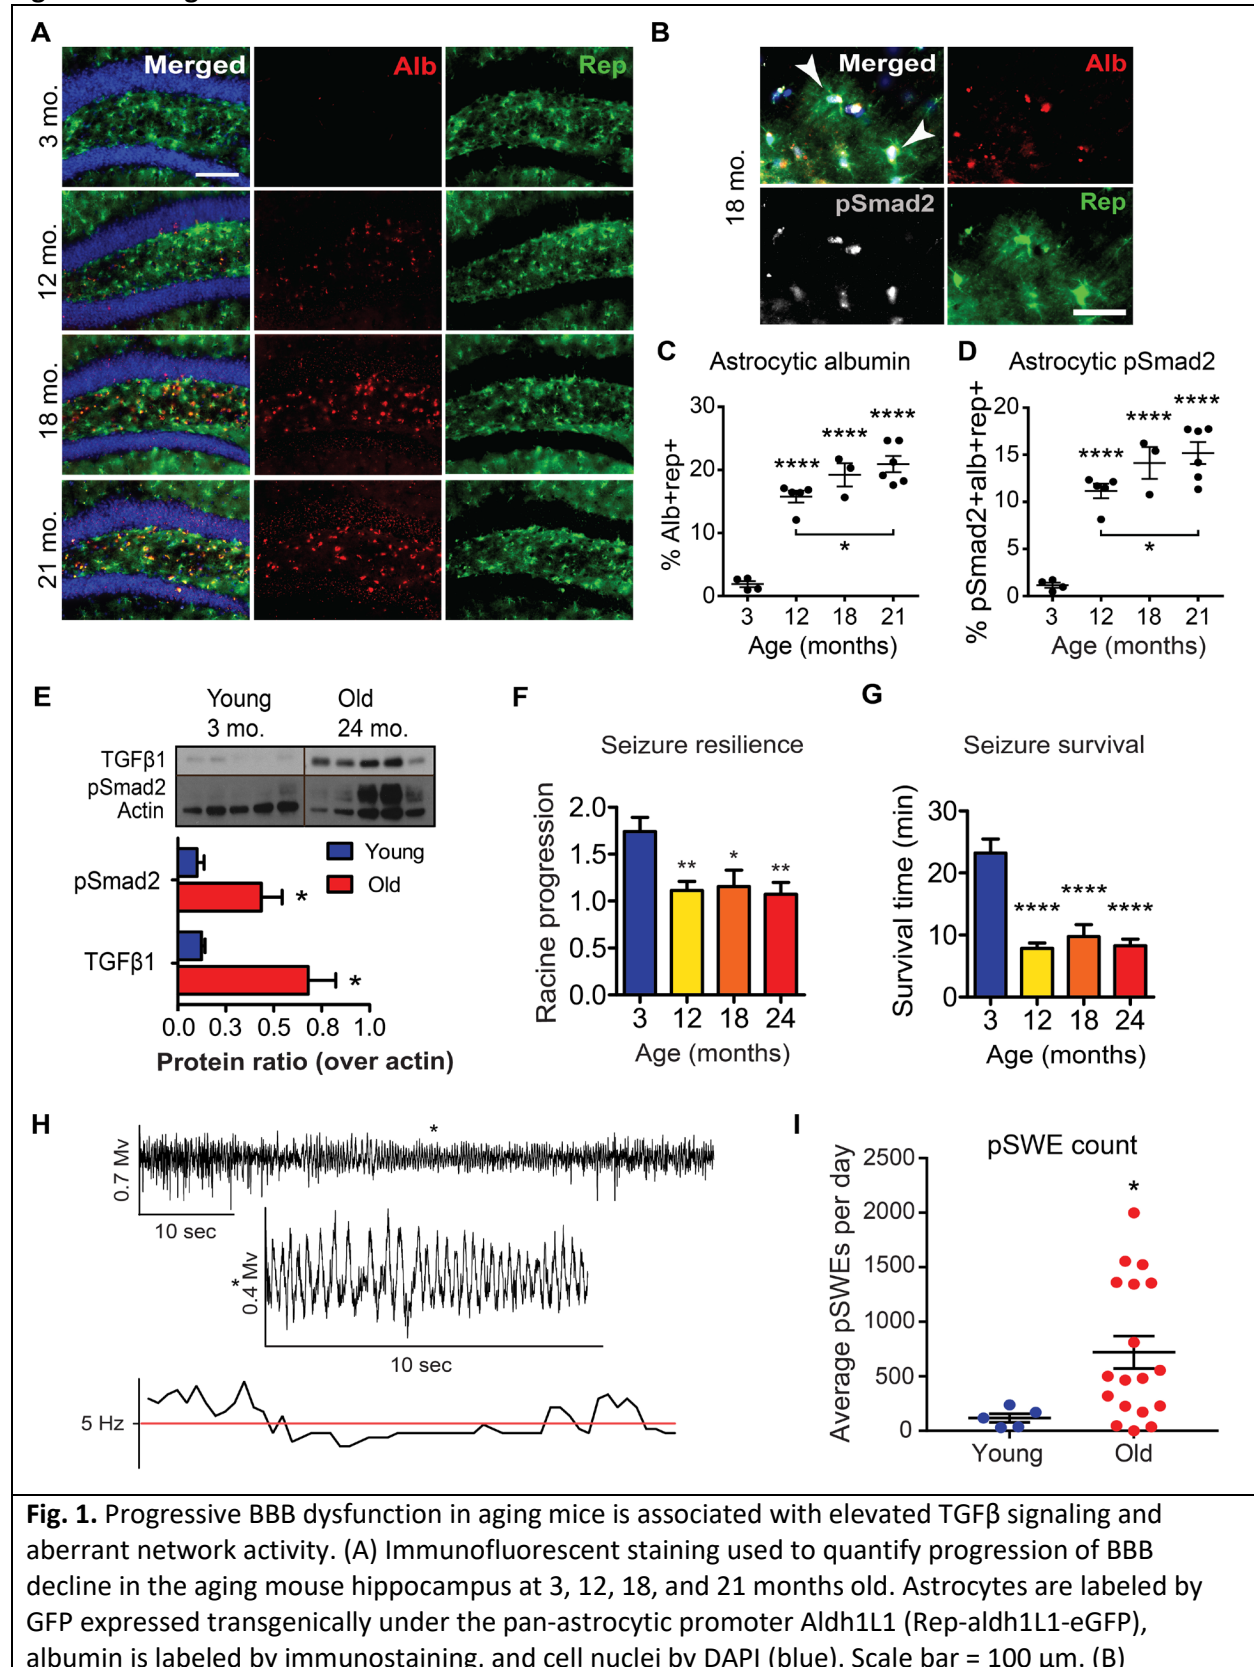 A
B
Merged
Alb
Rep
3 mo.
12 mo.
18 mo.
21 mo.
Merged
Alb
18 mo.
pSmad2
Rep
C
Astrocytic albumin
% Alb+rep+
30
20
10
0
****
****
****
*
3 12 18 21
Age (months)
D
Astrocytic pSmad2
% pSmad2+alb+rep+
20
15
10
5
0
****
****
****
*
3 12 18 21
Age (months)
E
Young
3 mo.
Old
24 mo.
TGFβ1
pSmad2
Actin
Young
Old
pSmad2
*
TGFβ1
*
0.0 0.3 0.5 0.8 1.0
Protein ratio (over actin)
F
Seizure resilience
Racine progression
2.0
1.5
1.0
0.5
0.0
** * **
3 12 18 24
Age (months)
G
Seizure survival
Survival time (min)
30
20
10
0
**** **** ****
3 12 18 24
Age (months)
H
*
0.7 Mv
10 sec
*
0.4 Mv
10 sec
5 Hz
I
pSWE count
Average pSWEs per day
2500
2000
1500
1000
500
0
*
Young Old
Fig. 1. Progressive BBB dysfunction in aging mice is associated with elevated TGFβ signaling and
aberrant network activity. (A) Immunofluorescent staining used to quantify progression of BBB
decline in the aging mouse hippocampus at 3, 12, 18, and 21 months old. Astrocytes are labeled by
GFP expressed transgenically under the pan-astrocytic promoter Aldh1L1 (Rep-aldh1L1-eGFP),
albumin is labeled by immunostaining, and cell nuclei by DAPI (blue). Scale bar = 100 μm. (B)